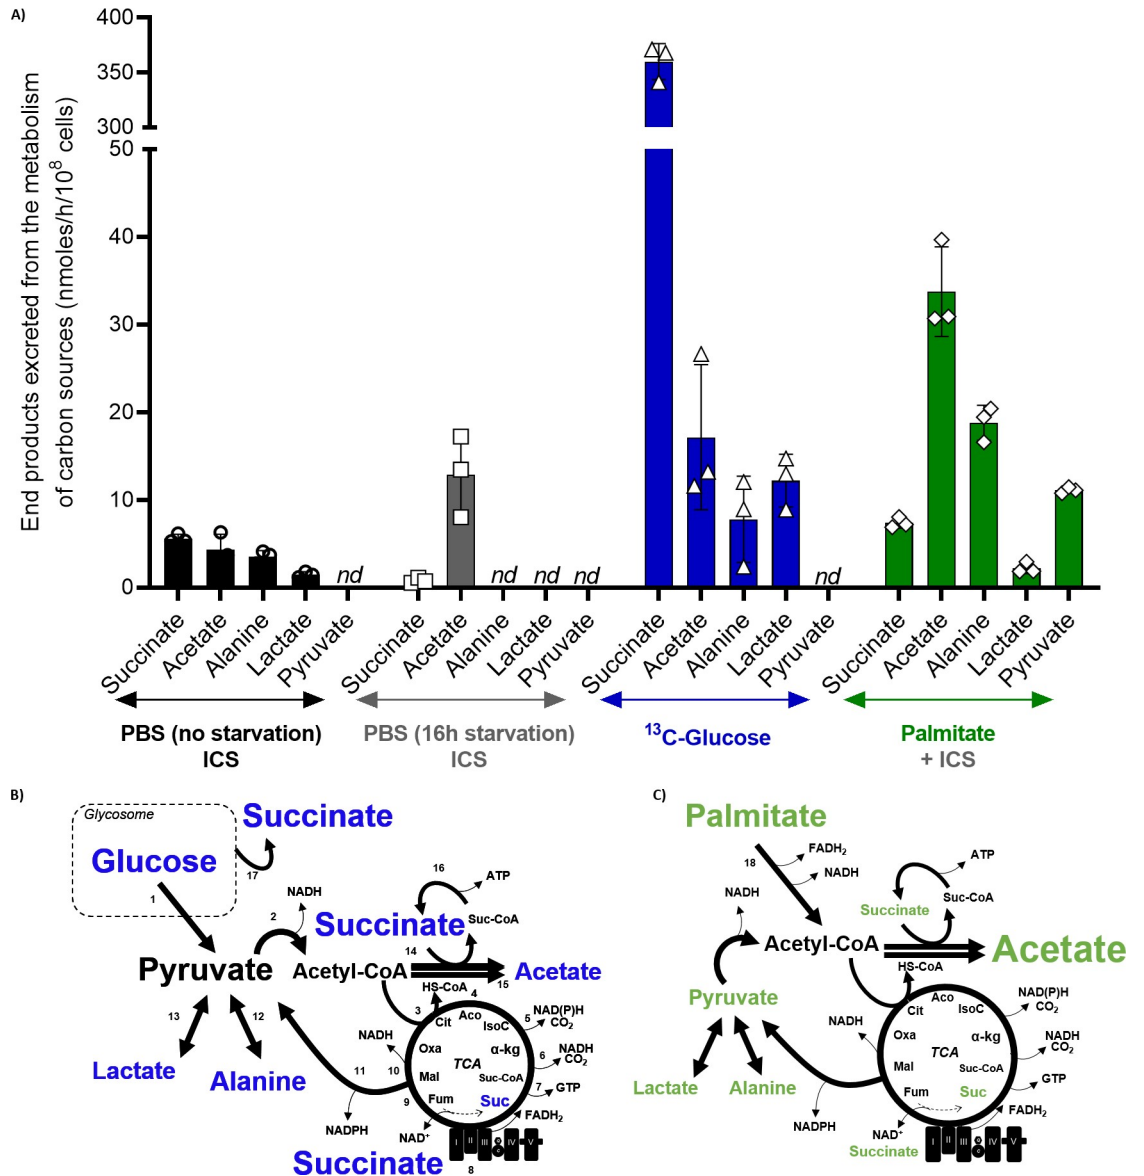 A)
End products excreted from the metabolism
of carbon sources (nmoles/h/10⁸ cells)
400
350
300
50
40
30
20
10
0
nd
nd
nd
nd
nd
Succinate
Acetate
Alanine
Lactate
Pyruvate
Succinate
Acetate
Alanine
Lactate
Pyruvate
Succinate
Acetate
Alanine
Lactate
Pyruvate
Succinate
Acetate
Alanine
Lactate
Pyruvate
PBS (no starvation)
ICS
PBS (16h starvation)
ICS
¹³C-Glucose
Palmitate
+ ICS
B)
Glycosome
Succinate
Glucose
17
1
NADH
2
16
ATP
Succinate
Suc-CoA
14
Pyruvate
Acetyl-CoA
Acetate
15
HS-CoA
4
3
Cit
Aco
IsoC
5
NAD(P)H
CO₂
13
12
NADH
Oxa
α-kg
TCA
6
NADH
CO₂
Lactate
Alanine
11
10
Mal
Suc-CoA
7
GTP
9
Fum
Suc
FADH₂
NADPH
NAD⁺
I
II
III
IV
V
Succinate
8
C)
Palmitate
18
FADH₂
NADH
NADH
ATP
Suc-CoA
Succinate
Acetyl-CoA
Acetate
HS-CoA
Pyruvate
Cit
Aco
IsoC
NAD(P)H
CO₂
NADH
Oxa
α-kg
TCA
NADH
CO₂
Lactate
Alanine
Mal
Suc-CoA
GTP
Fum
Suc
FADH₂
NADPH
NAD⁺
Succinate
I
II
III
IV
V